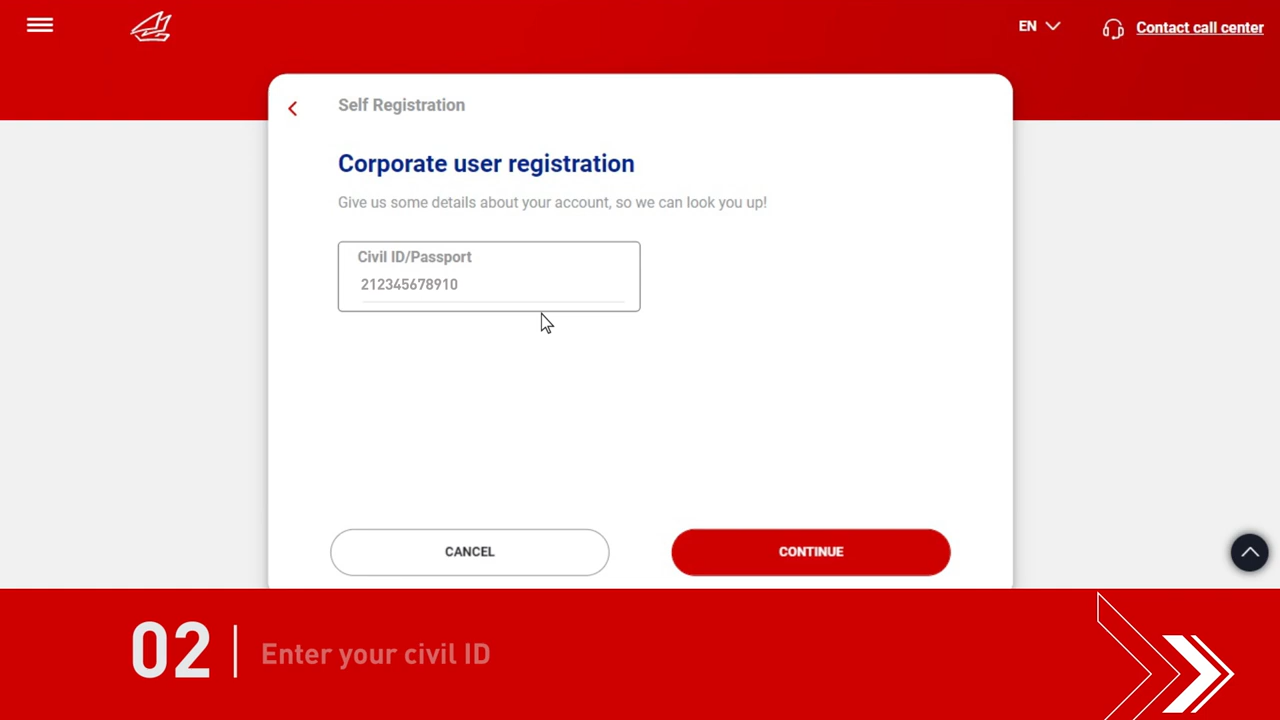 EN
Contact call center
Self Registration
Corporate user registration
Give us some details about your account, so we can look you up!
Civil ID/Passport
212345678910
CANCEL
CONTINUE
02
Enter your civil ID